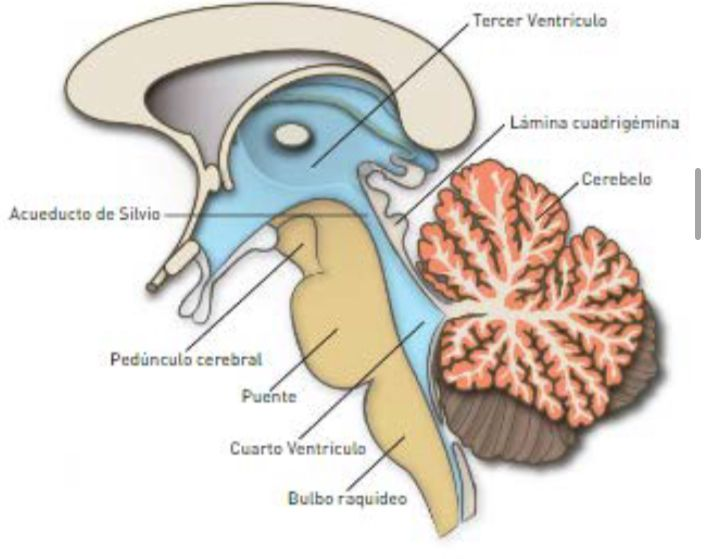 Tercer Ventrículo
Lámina cuadrigémina
Cerebelo
Acueducto de Silvio
Pedúnculo cerebral
Puente
Cuarto Ventrículo
Bulbo raquídeo